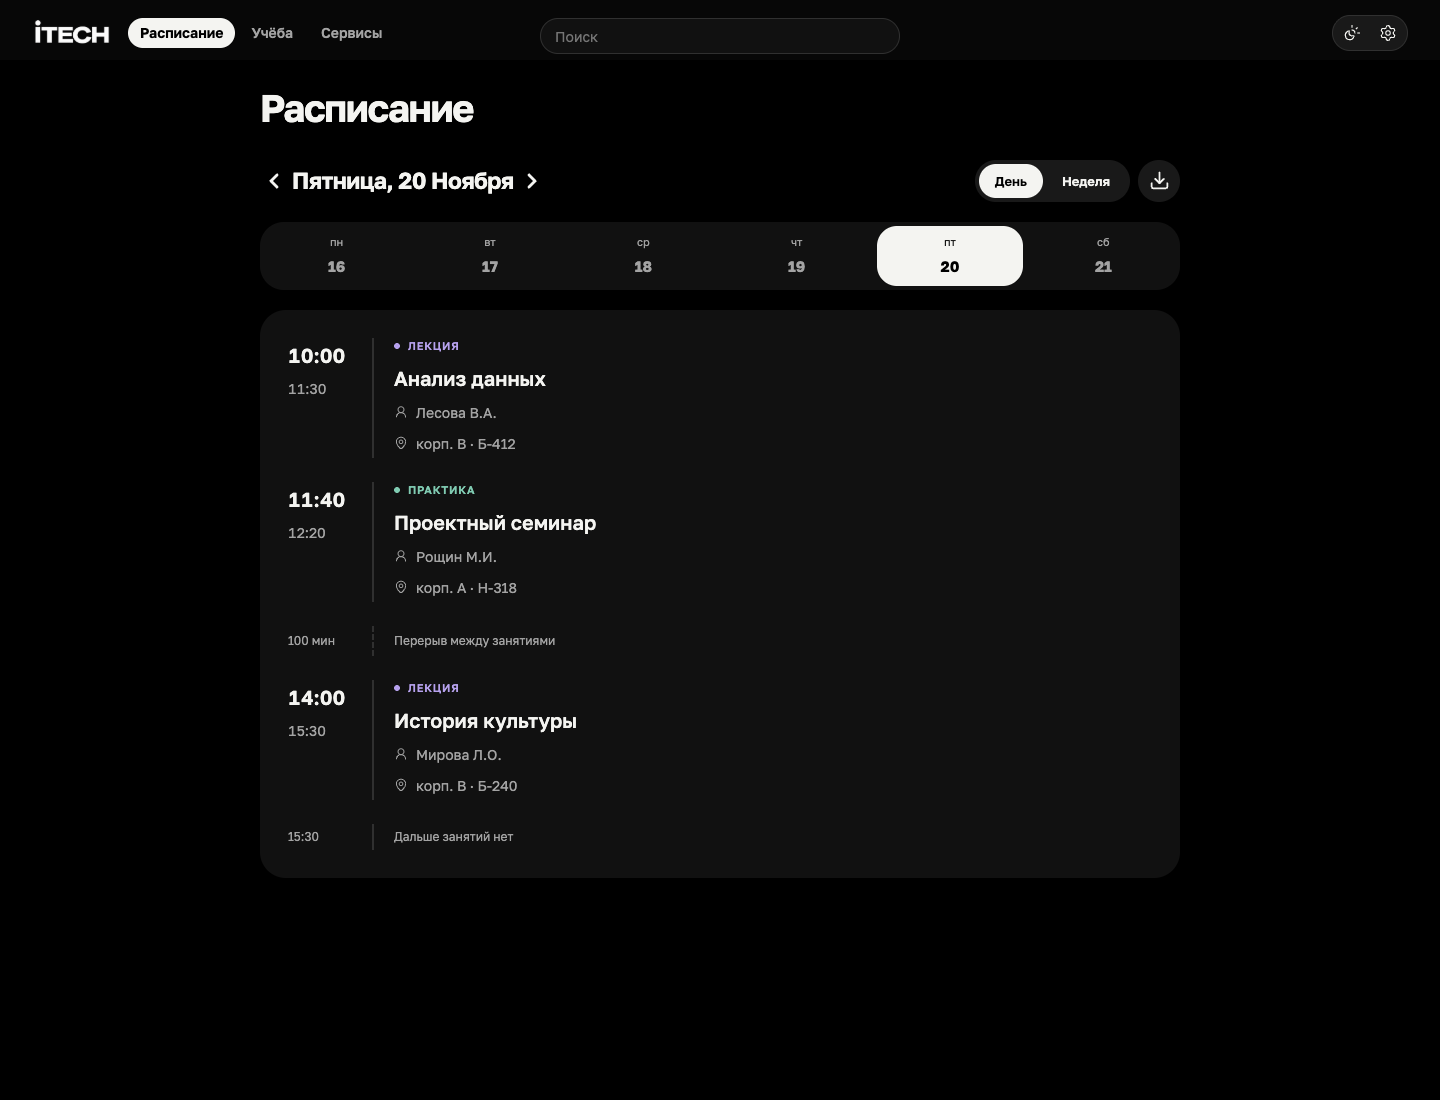 iTECH Расписание Учёба Сервисы Поиск
Расписание
Пятница, 20 Ноября День Неделя
пн вт ср чт пт сб
16 17 18 19 20 21
10:00 ЛЕКЦИЯ
Анализ данных
11:30
Лесова В.А.
корп. В · Б-412
11:40 ПРАКТИКА
Проектный семинар
12:20
Рощин М.И.
корп. А · Н-318
100 мин Перерыв между занятиями
14:00 ЛЕКЦИЯ
История культуры
15:30
Мирова Л.О.
корп. В · Б-240
15:30 Дальше занятий нет